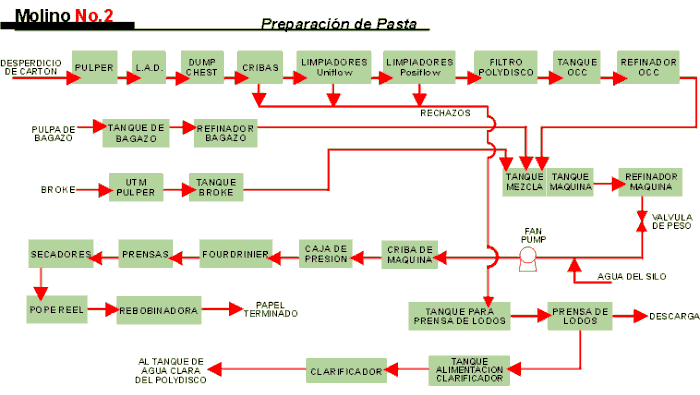 Molino No.2
Preparación de Pasta
DESPERDICIO
DE CARTON
PULPER
L.A.D.
DUMP
CHEST
CRIBAS
LIMPIADORES
Uniflow
LIMPIADORES
Posiflow
FILTRO
POLYDISCO
TANQUE
OCC
REFINADOR
OCC
RECHAZOS
PULPA DE
BAGAZO
TANQUE DE
BAGAZO
REFINADOR
BAGAZO
BROKE
UTM
PULPER
TANQUE
BROKE
TANQUE
MEZCLA
TANQUE
MAQUINA
REFINADOR
MAQUINA
VALVULA
DE PESO
FAN
PUMP
AGUA DEL SILO
CRIBA DE
MAQUINA
CAJA DE
PRESIÓN
FOURDRINIER
PRENSAS
SECADORES
POPE REEL
REBOBINADORA
PAPEL
TERMINADO
TANQUE PARA
PRENSA DE LODOS
PRENSA DE
LODOS
DESCARGA
TANQUE
ALIMENTACION
CLARIFICADOR
CLARIFICADOR
AL TANQUE DE
AGUA CLARA
DEL POLYDISCO